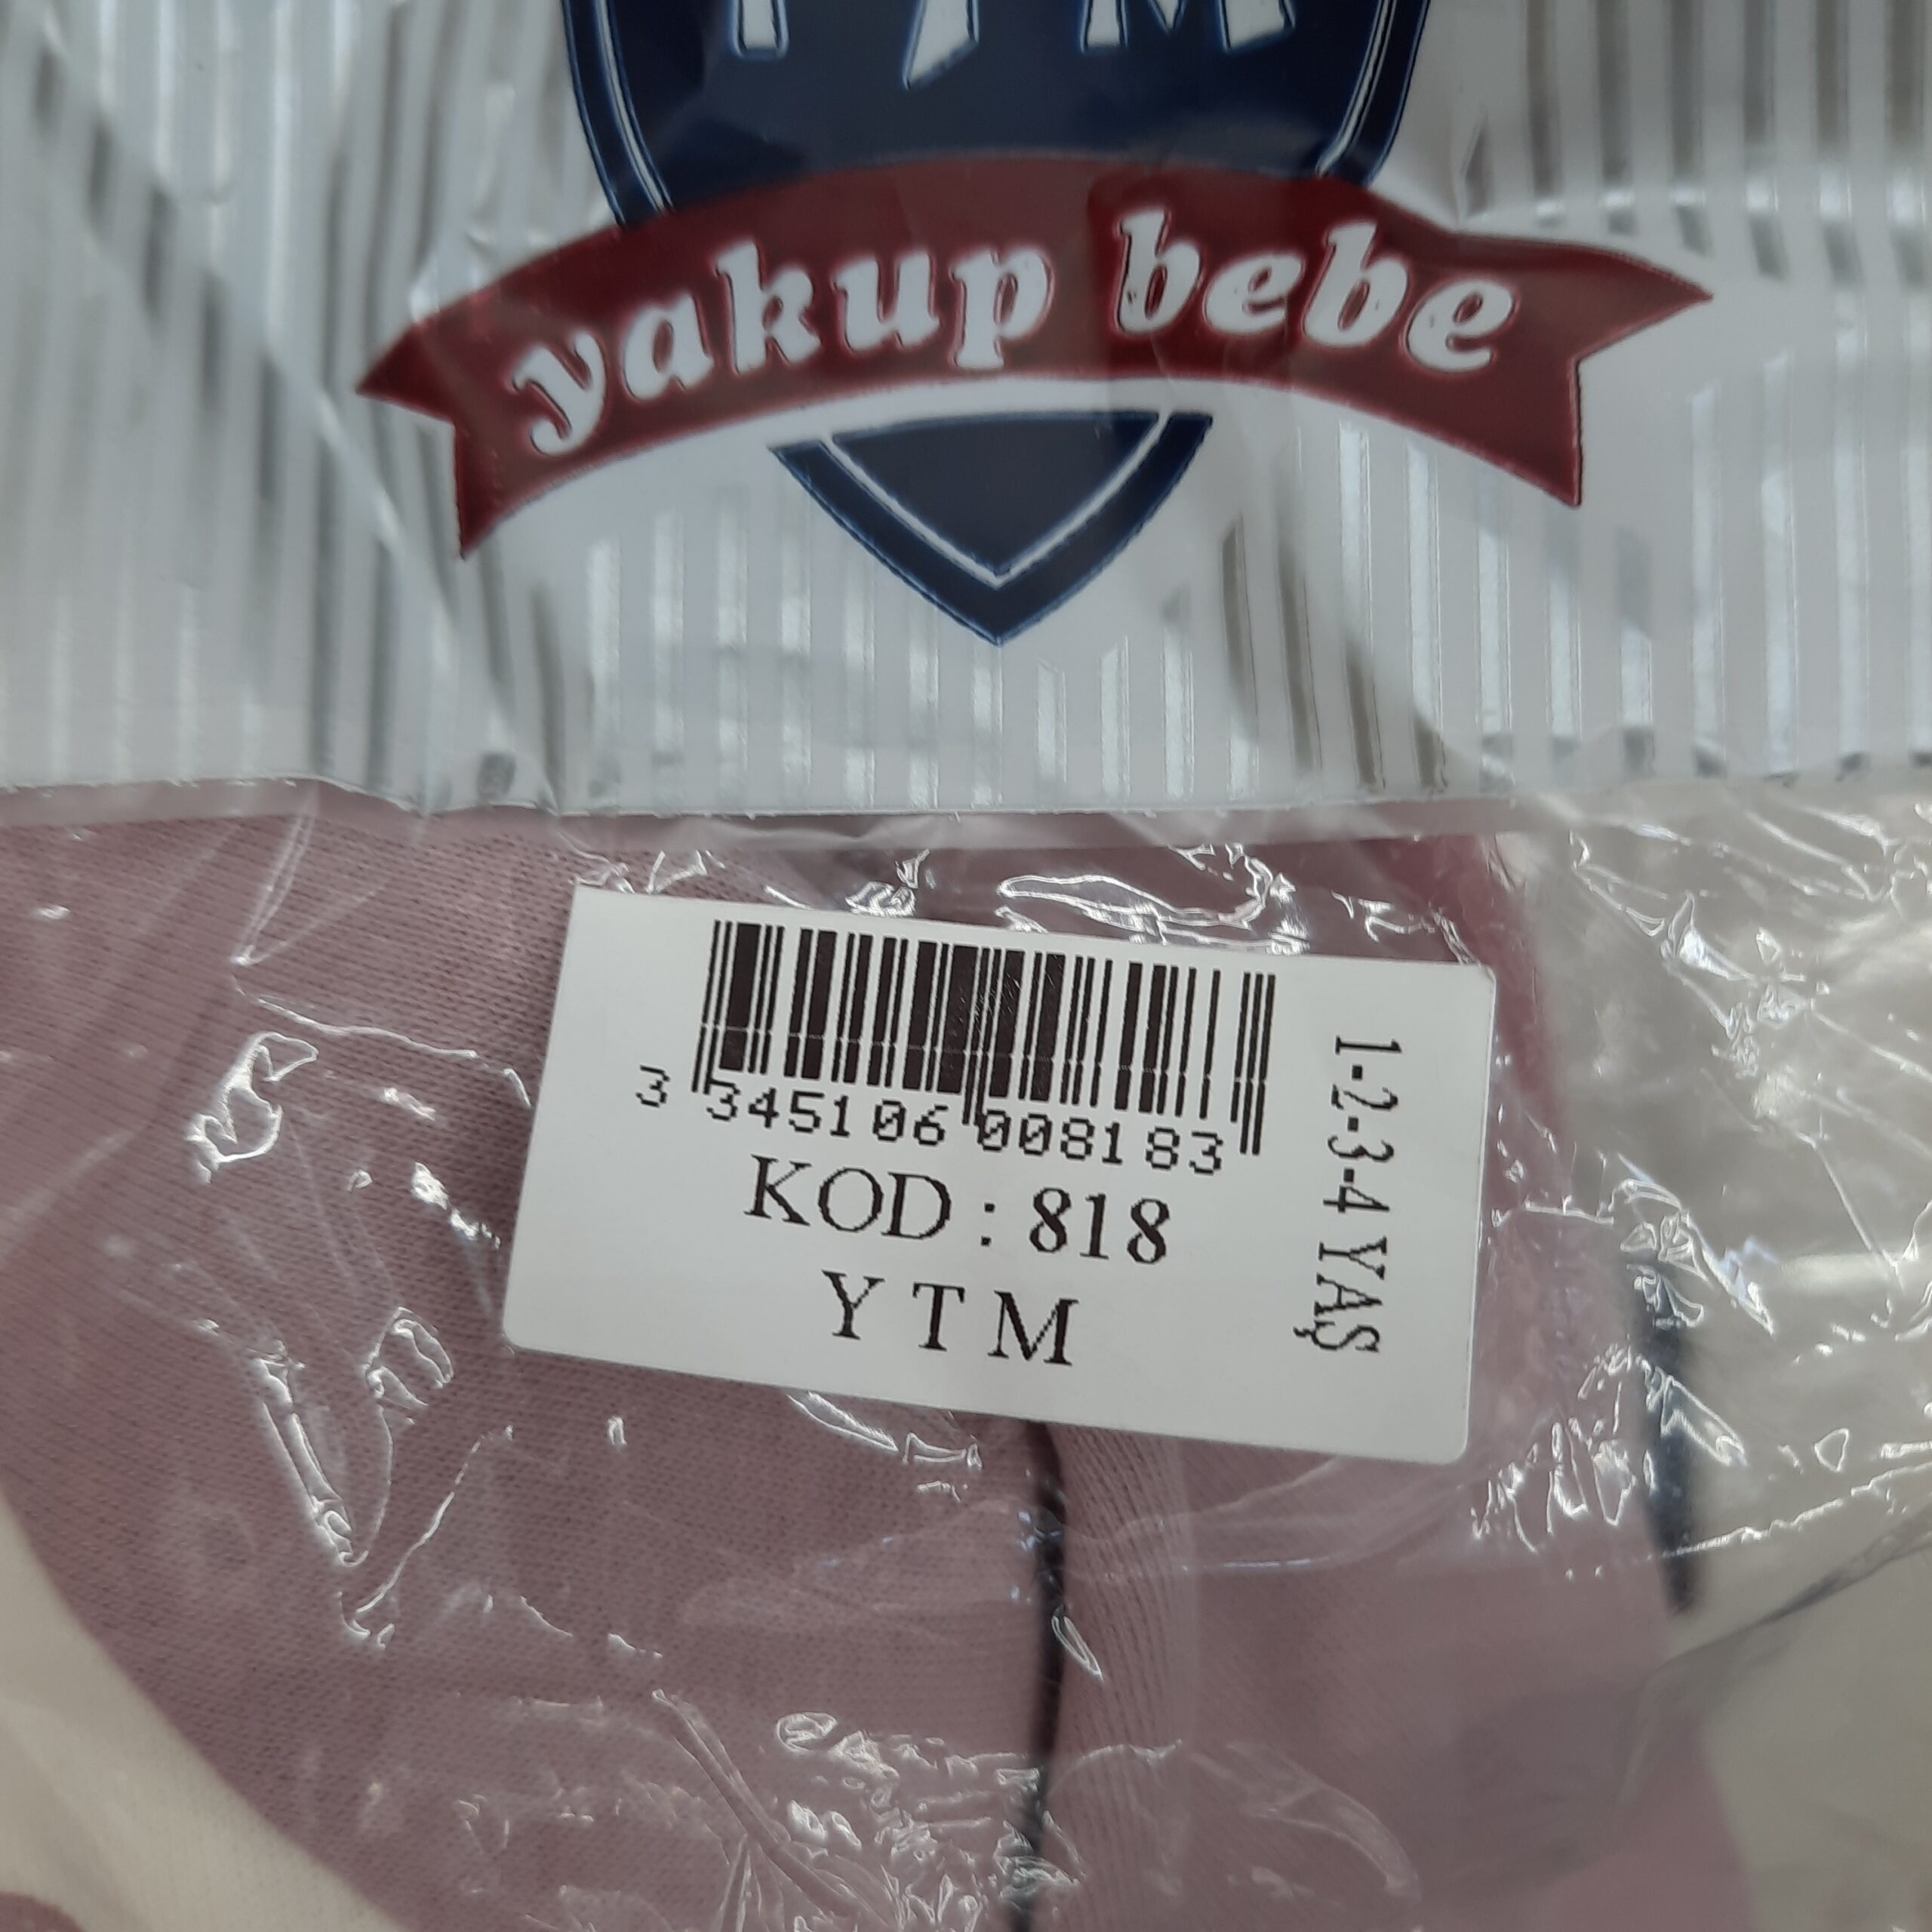 YTM
yakup bebe
3 345106 008183
KOD : 818
Y T M
1-2-3-4 YAŞ